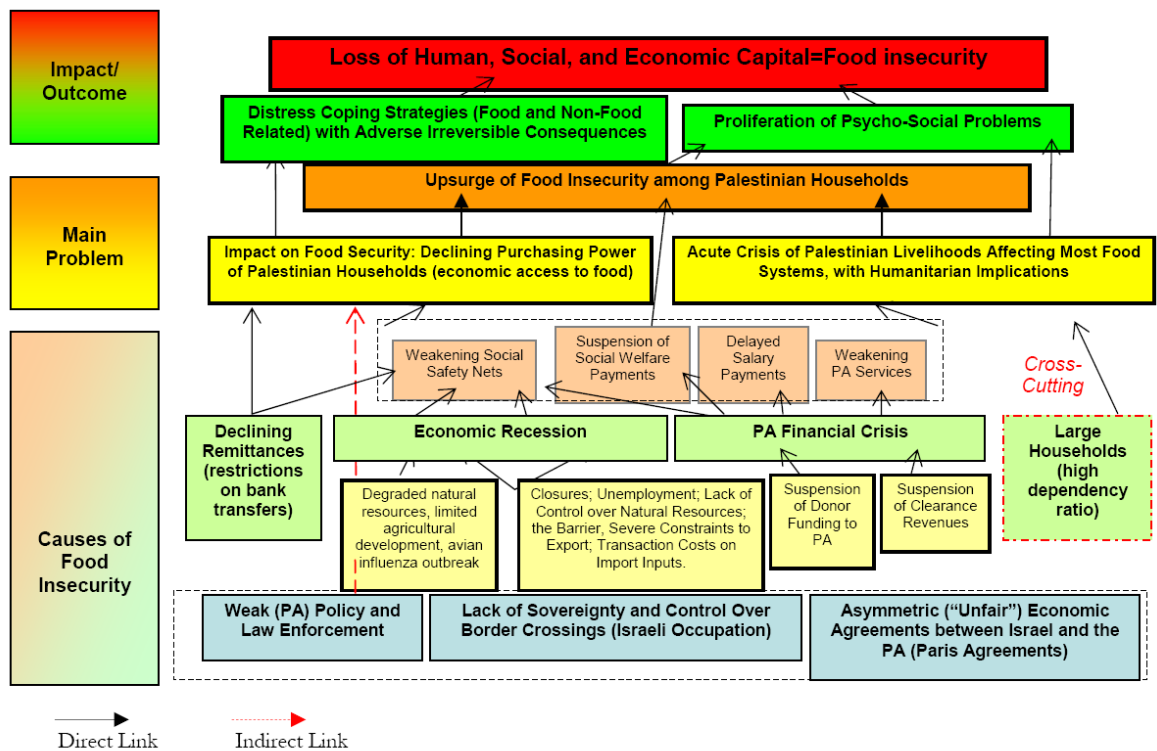 Impact/
Outcome
Loss of Human, Social, and Economic Capital=Food insecurity
Distress Coping Strategies (Food and Non-Food
Related) with Adverse Irreversible Consequences
Proliferation of Psycho-Social Problems
Main
Problem
Upsurge of Food Insecurity among Palestinian Households
Impact on Food Security: Declining Purchasing Power
of Palestinian Households (economic access to food)
Acute Crisis of Palestinian Livelihoods Affecting Most Food
Systems, with Humanitarian Implications
Causes of
Food
Insecurity
Weakening Social
Safety Nets
Suspension of
Social Welfare
Payments
Delayed
Salary
Payments
Weakening
PA Services
Cross-
Cutting
Declining
Remittances
(restrictions
on bank
transfers)
Economic Recession
PA Financial Crisis
Large
Households
(high
dependency
ratio)
Degraded natural
resources, limited
agricultural
development, avian
influenza outbreak
Closures; Unemployment; Lack of
Control over Natural Resources;
the Barrier, Severe Constraints to
Export; Transaction Costs on
Import Inputs.
Suspension
of Donor
Funding to
PA
Suspension
of Clearance
Revenues
Weak (PA) Policy and
Law Enforcement
Lack of Sovereignty and Control Over
Border Crossings (Israeli Occupation)
Asymmetric (“Unfair”) Economic
Agreements between Israel and the
PA (Paris Agreements)
Direct Link
Indirect Link